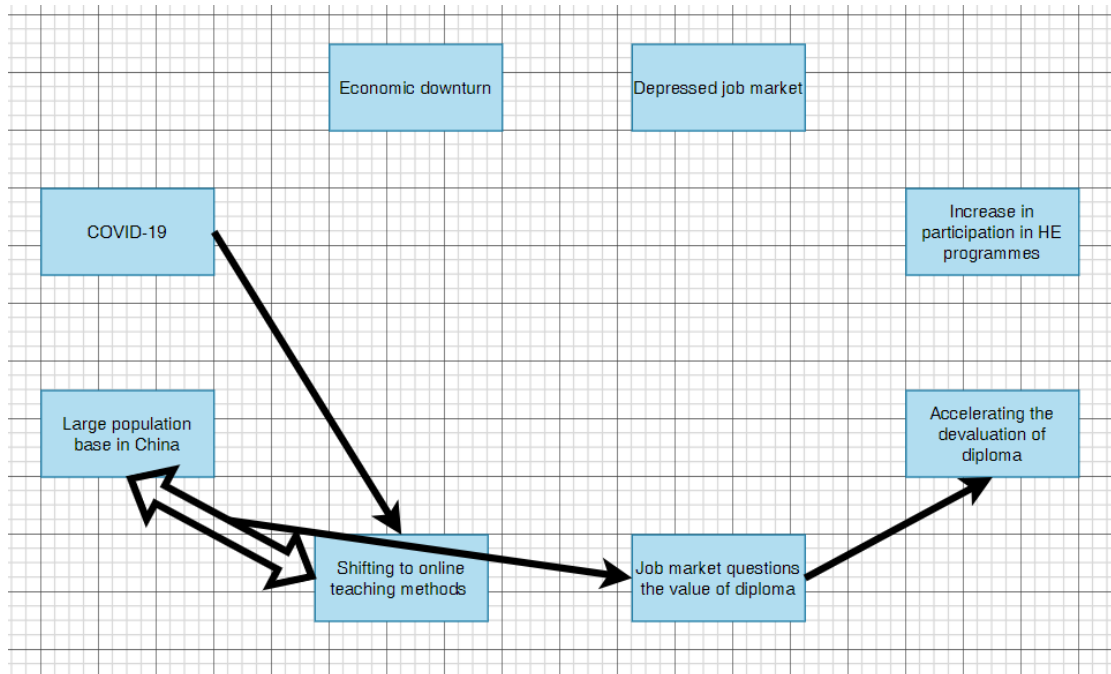 Economic downturn
Depressed job market
COVID-19
Increase in
participation in HE
programmes
Large population
base in China
Accelerating the
devaluation of
diploma
Shifting to online
teaching methods
Job market questions
the value of diploma